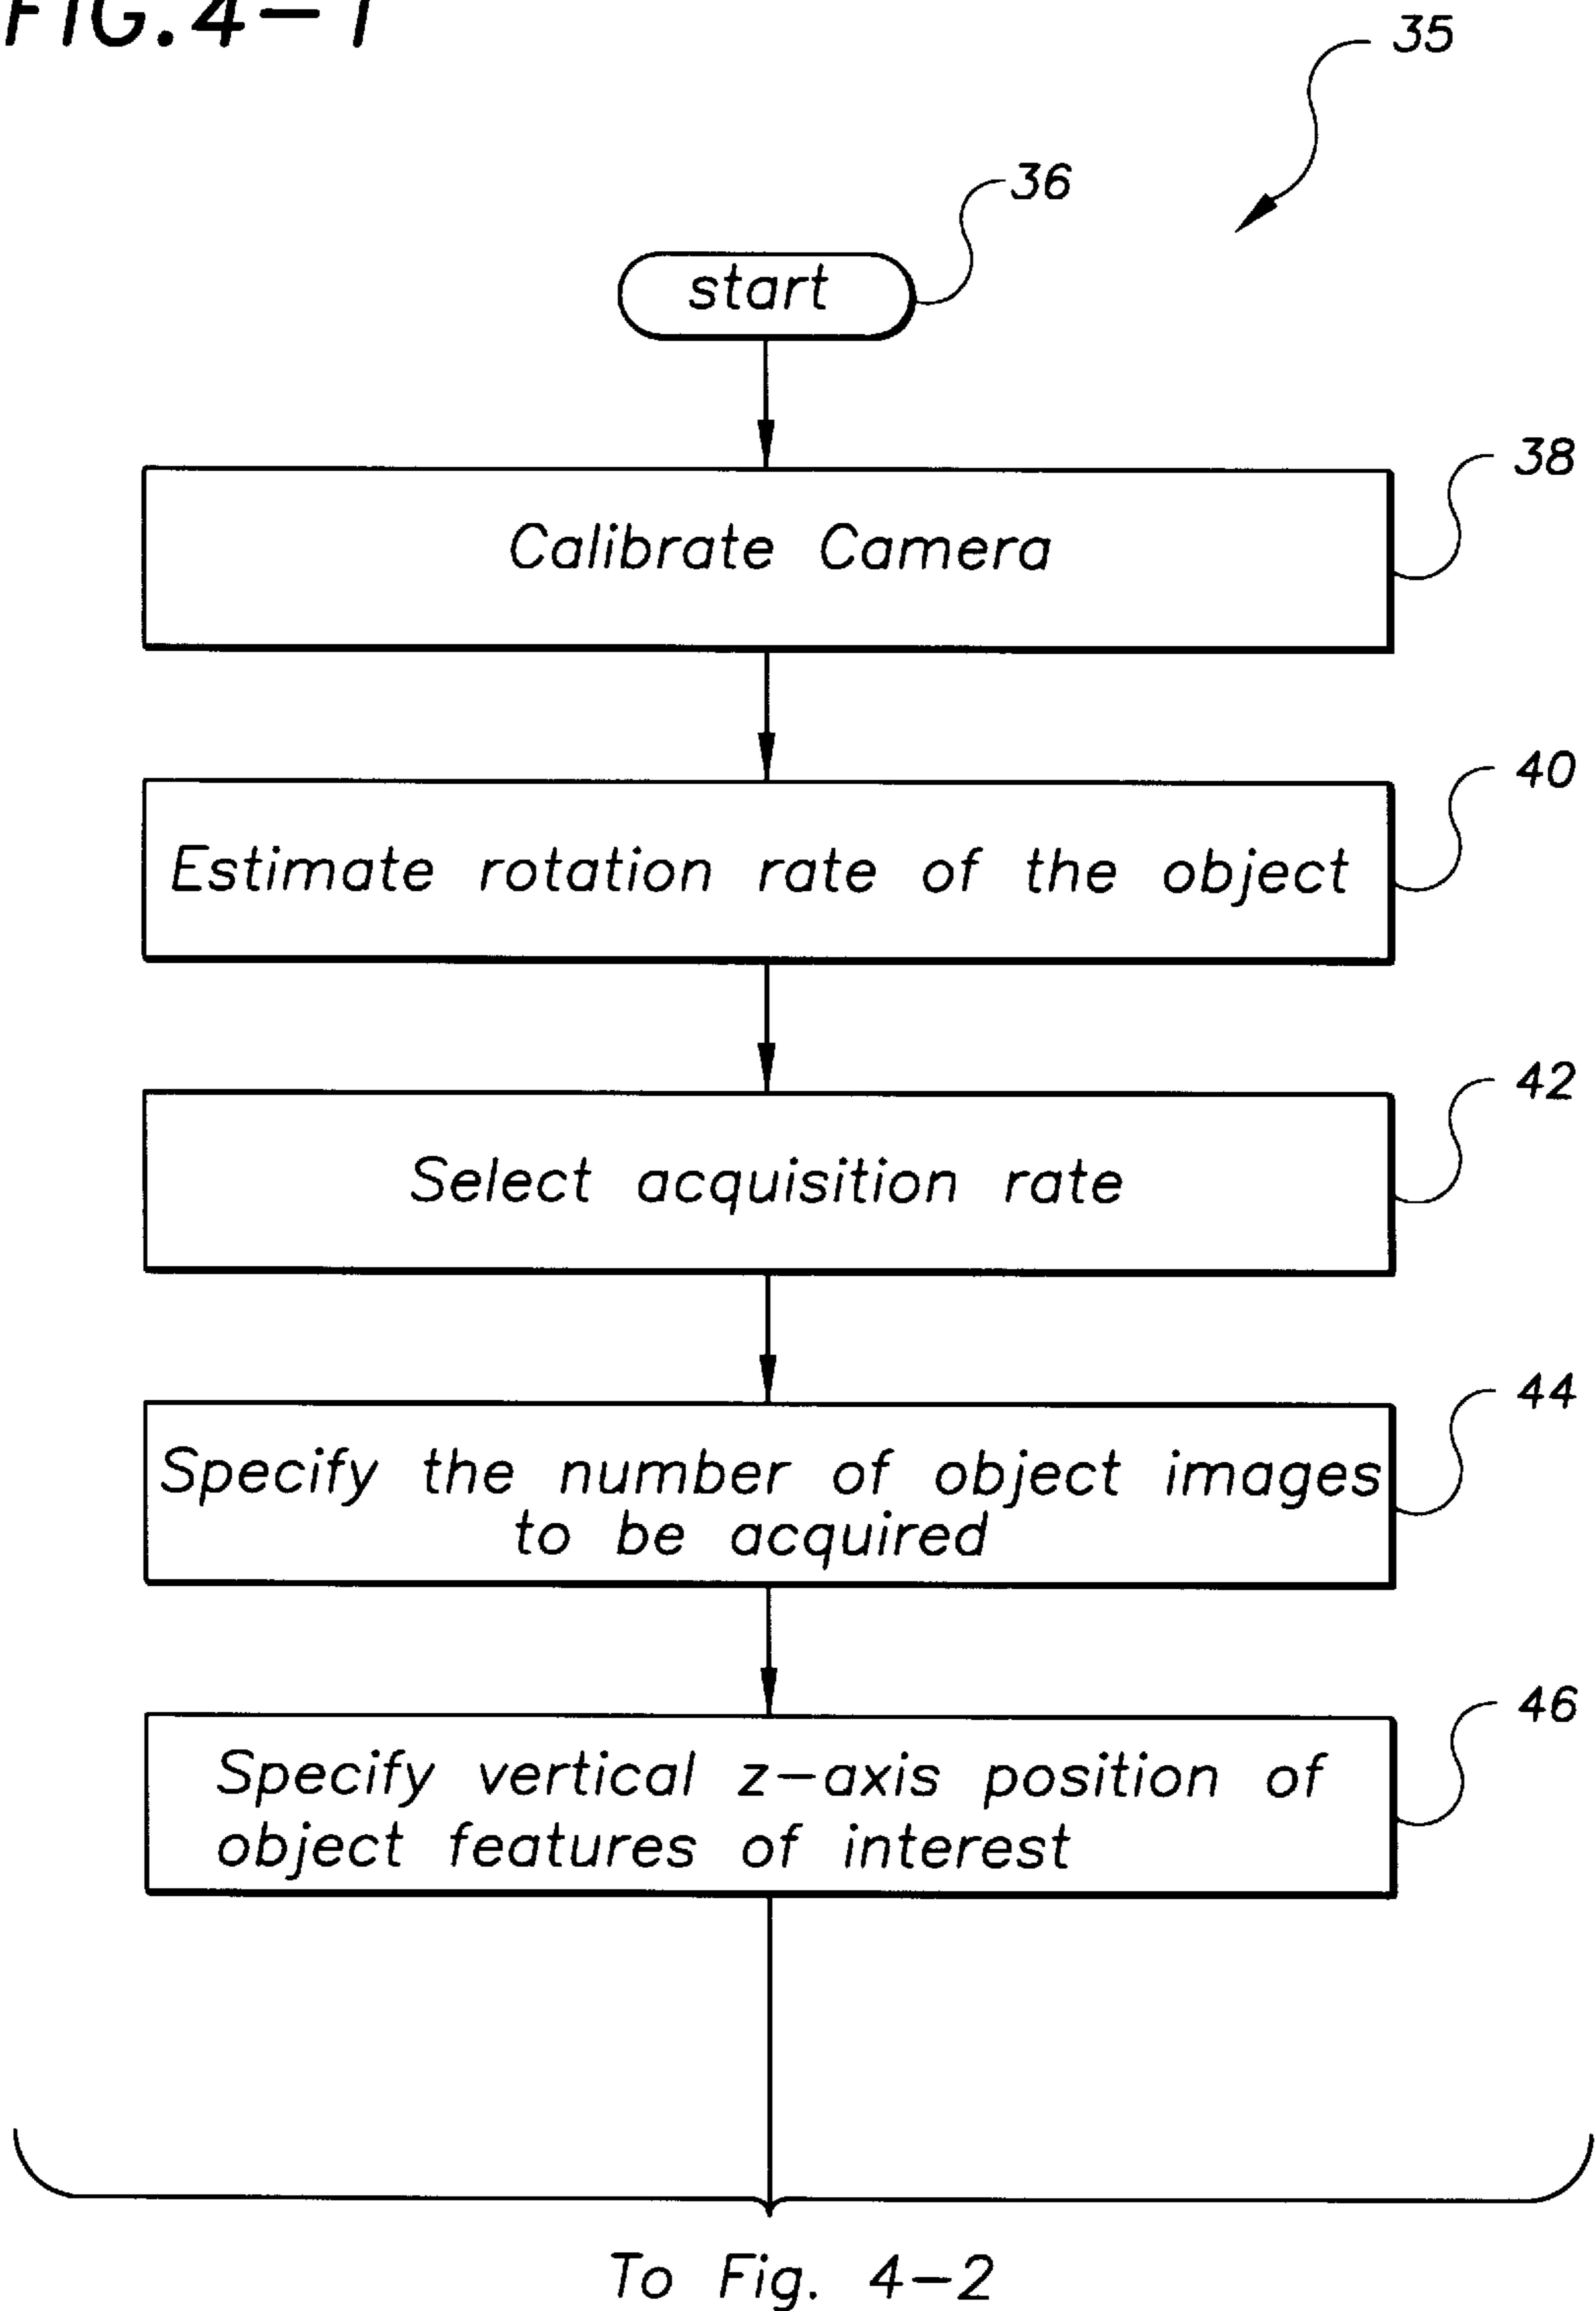 FIG.4-1
35
36
start
38
Calibrate Camera
40
Estimate rotation rate of the object
42
Select acquisition rate
44
Specify the number of object images
to be acquired
46
Specify vertical z-axis position of
object features of interest
To Fig. 4-2